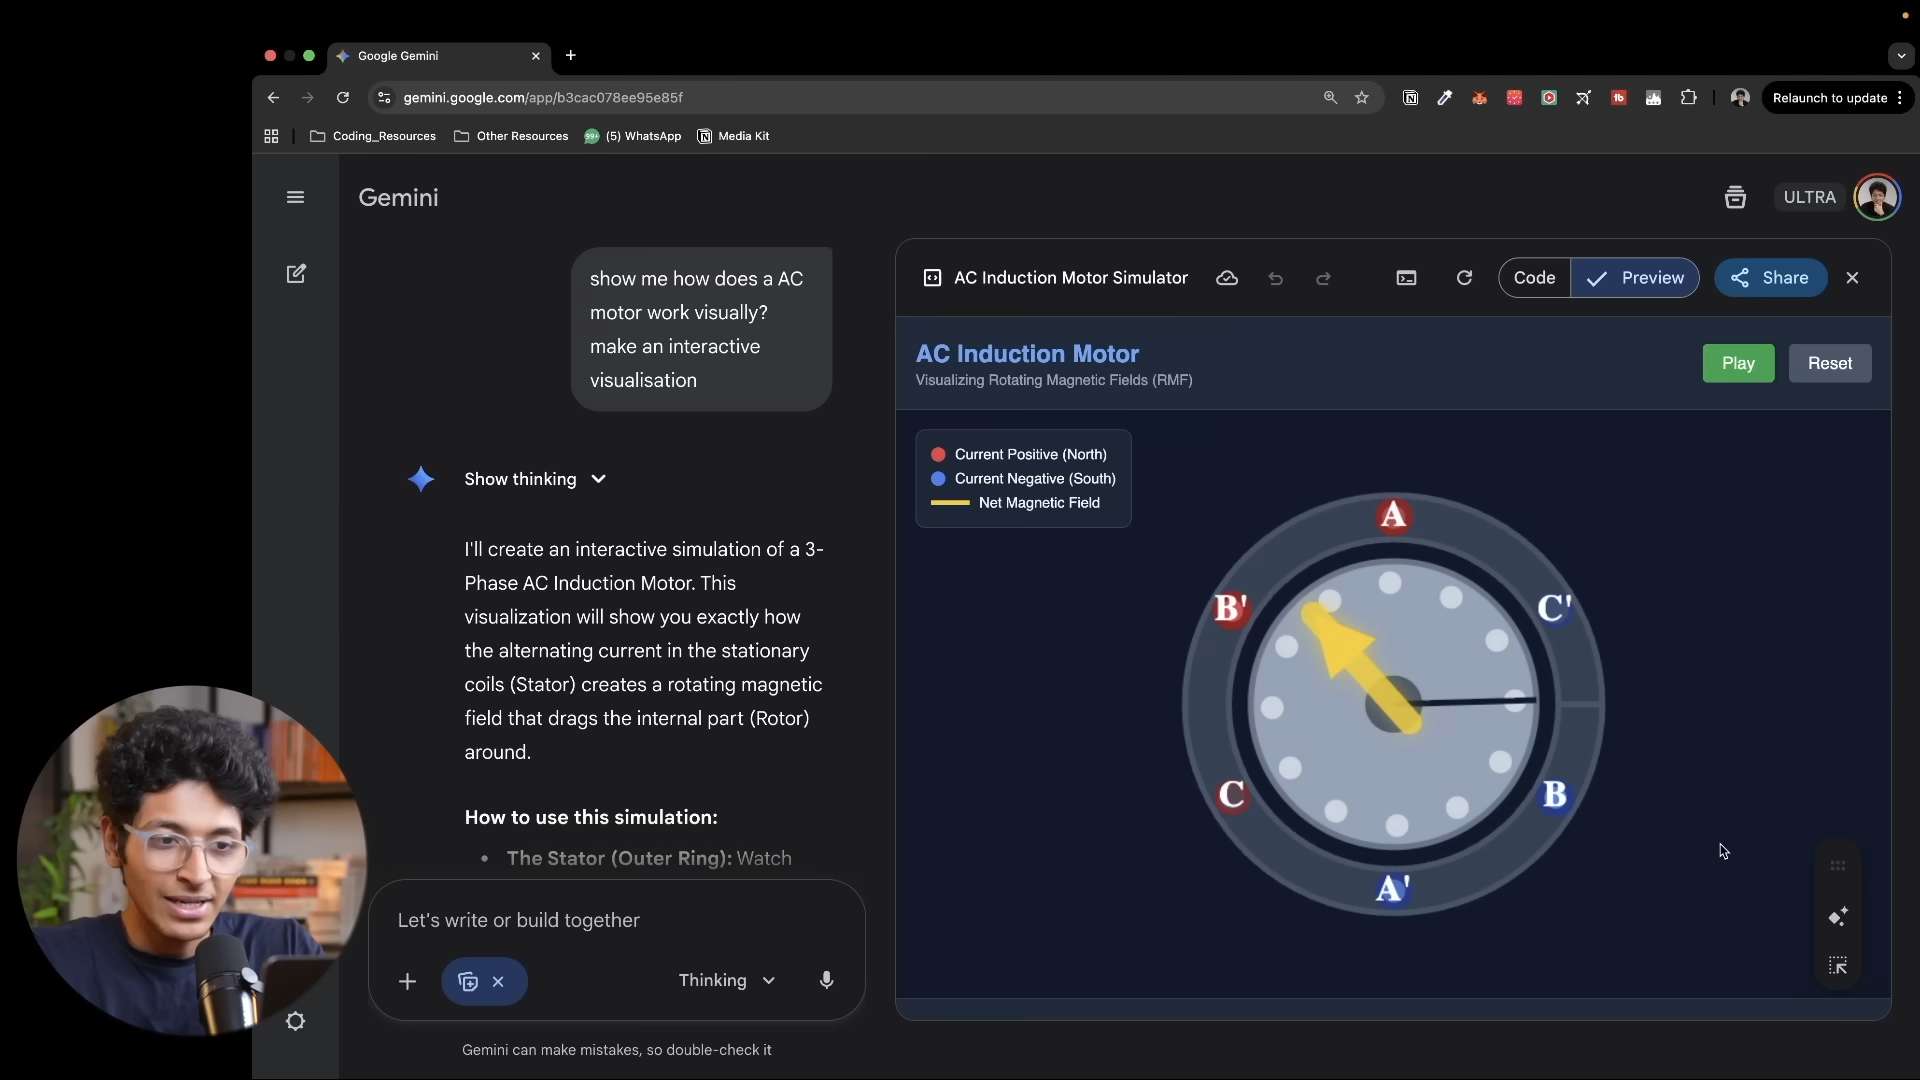 Google Gemini
gemini.google.com/app/b3cac078ee95e85f
Relaunch to update
Coding_Resources
Other Resources
99+
(5) WhatsApp
Media Kit
Gemini
ULTRA
show me how does a AC
motor work visually?
make an interactive
visualisation
Show thinking
I'll create an interactive simulation of a 3-
Phase AC Induction Motor. This
visualization will show you exactly how
the alternating current in the stationary
coils (Stator) creates a rotating magnetic
field that drags the internal part (Rotor)
around.
How to use this simulation:
• The Stator (Outer Ring): Watch
Let's write or build together
Thinking
Gemini can make mistakes, so double-check it
AC Induction Motor Simulator
Code
Preview
Share
AC Induction Motor
Visualizing Rotating Magnetic Fields (RMF)
Play
Reset
Current Positive (North)
Current Negative (South)
Net Magnetic Field
A
B'
C'
C
B
A'